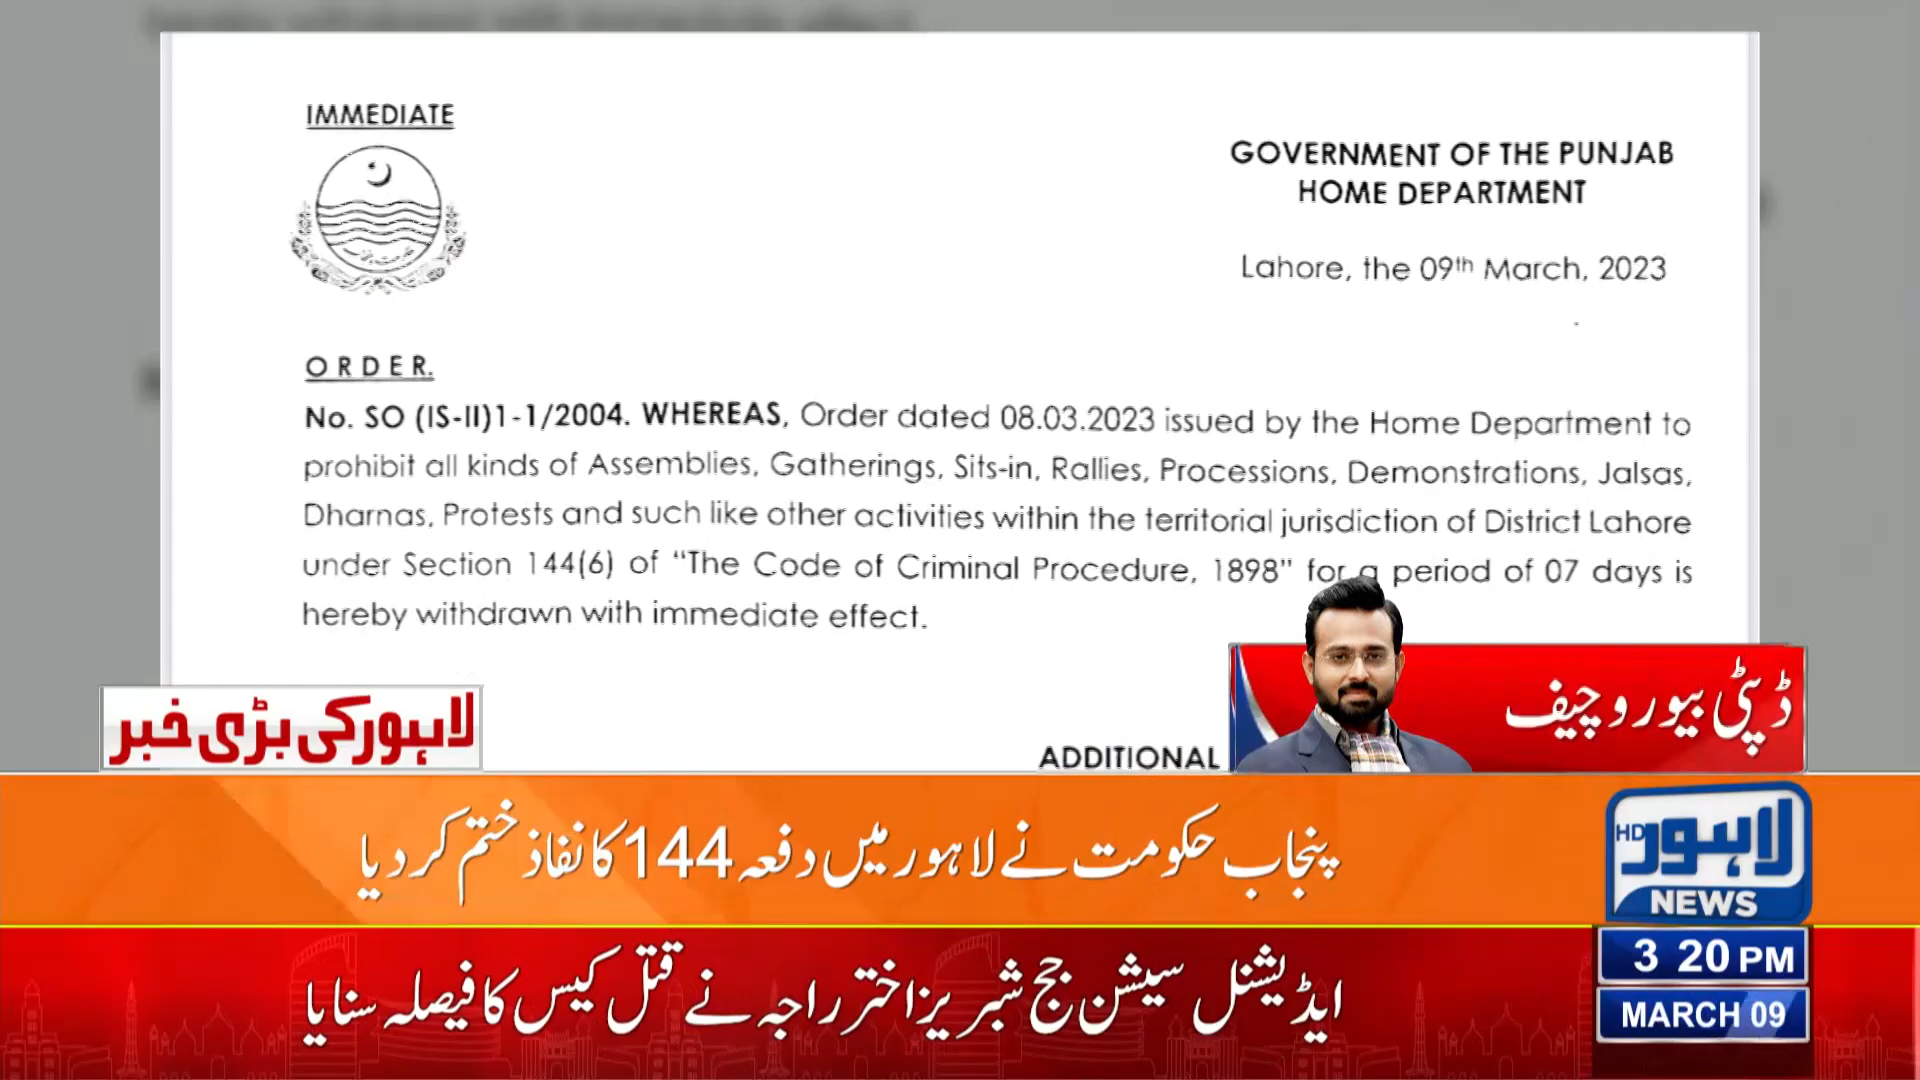 IMMEDIATE
GOVERNMENT OF THE PUNJAB
HOME DEPARTMENT
Lahore, the 09th March, 2023
ORDER.
No. SO (IS-II)1-1/2004. WHEREAS, Order dated 08.03.2023 issued by the Home Department to
prohibit all kinds of Assemblies, Gatherings, Sits-in, Rallies, Processions, Demonstrations, Jalsas,
Dharnas, Protests and such like other activities within the territorial jurisdiction of District Lahore
under Section 144(6) of "The Code of Criminal Procedure, 1898" for a period of 07 days is
hereby withdrawn with immediate effect.
ADDITIONAL
ڈپٹی بیورو چیف
لاہور کی بڑی خبر
پنجاب حکومت نے لاہور میں دفعہ 144 کا نفاذ ختم کر دیا
لاہور HD
NEWS
ایڈیشنل سیشن جج شبریز اختر راجہ نے قتل کیس کا فیصلہ سنایا
3 20 PM
MARCH 09